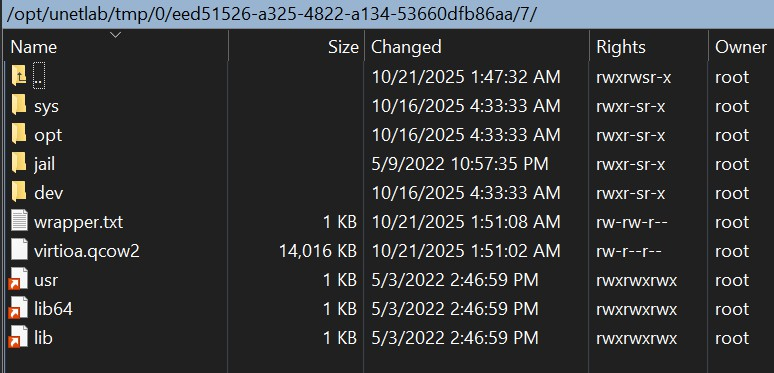 /opt/unetlab/tmp/0/eed51526-a325-4822-a134-53660dfb86aa/7/
Name Size Changed Rights Owner
.. 10/21/2025 1:47:32 AM rwxrwsr-x root
sys 10/16/2025 4:33:33 AM rwxr-sr-x root
opt 10/16/2025 4:33:33 AM rwxr-sr-x root
jail 5/9/2022 10:57:35 PM rwxr-sr-x root
dev 10/16/2025 4:33:33 AM rwxr-sr-x root
wrapper.txt 1 KB 10/21/2025 1:51:08 AM rw-rw-r-- root
virtioa.qcow2 14,016 KB 10/21/2025 1:51:02 AM rw-r--r-- root
usr 1 KB 5/3/2022 2:46:59 PM rwxrwxrwx root
lib64 1 KB 5/3/2022 2:46:59 PM rwxrwxrwx root
lib 1 KB 5/3/2022 2:46:59 PM rwxrwxrwx root